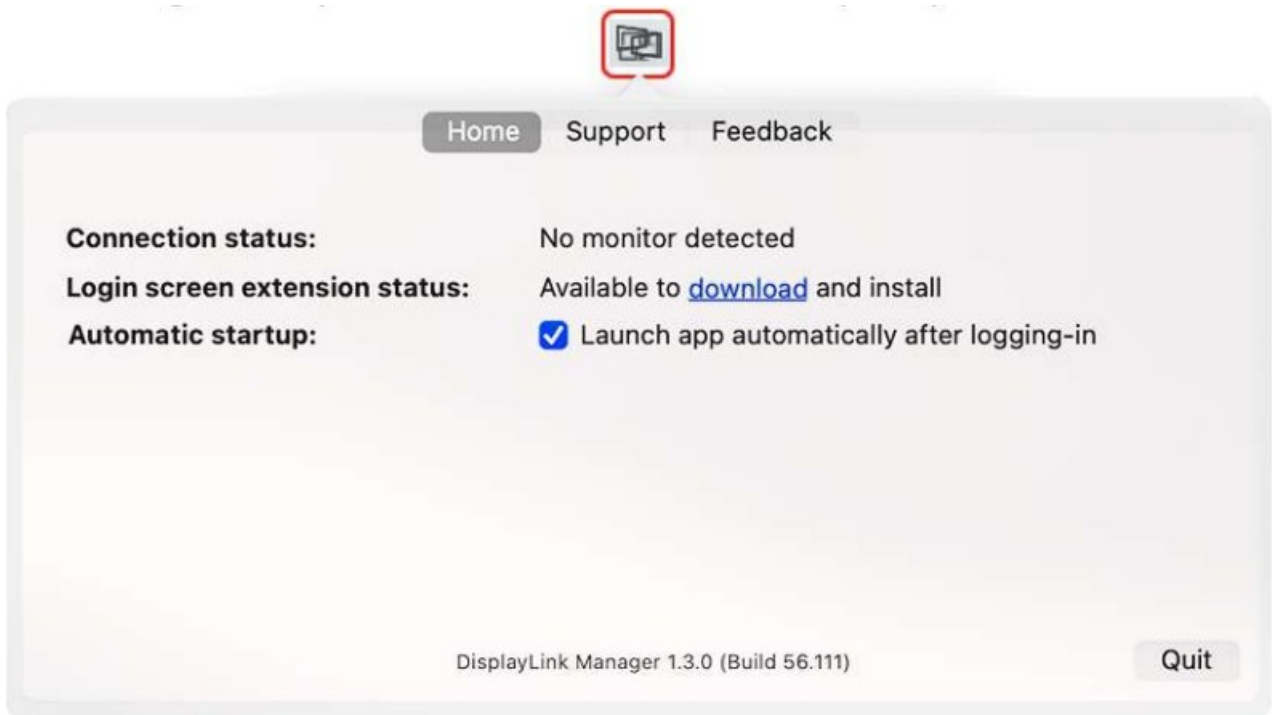 Home Support Feedback
Connection status: No monitor detected
Login screen extension status: Available to download and install
Automatic startup: Launch app automatically after logging-in
DisplayLink Manager 1.3.0 (Build 56.111) Quit